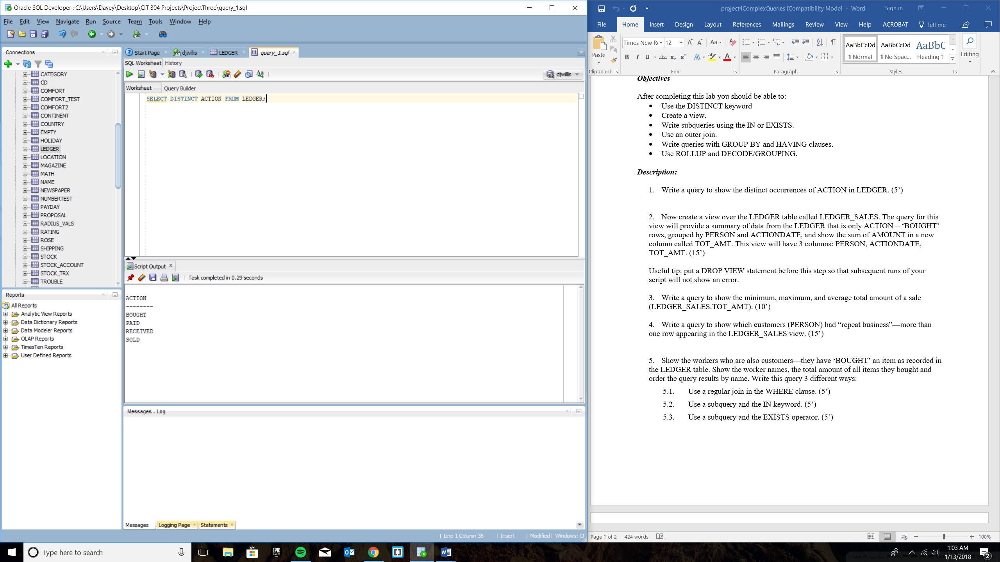 Oracle SQL Developer : C:\Users\Davey\Desktop\CIT 304 Projects\ProjectThree\query_1.sql
File Edit View Navigate Run Source Team Tools Window Help
Connections
CATEGORY
CD
COMFORT
COMFORT_TEST
COMFORT2
CONTINENT
COUNTRY
EMPTY
HOLIDAY
LEDGER
LOCATION
MAGAZINE
MATH
NAME
NEWSPAPER
NUMBERTEST
PAYDAY
PROPOSAL
RADIUS_VALS
RATING
ROSE
SHIPPING
STOCK
STOCK_ACCOUNT
STOCK_TRX
TROUBLE
Reports
All Reports
Analytic View Reports
Data Dictionary Reports
Data Modeler Reports
OLAP Reports
TimesTen Reports
User Defined Reports
Start Page djwillis LEDGER query_1.sql
SQL Worksheet History
djwillis
Worksheet Query Builder
SELECT DISTINCT ACTION FROM LEDGER;
Script Output
Task completed in 0.29 seconds
ACTION
--------
BOUGHT
PAID
RECEIVED
SOLD
Messages - Log
Messages Logging Page Statements
Line 1 Column 36 Insert Modified Windows: 
project4ComplexQueries [Compatibility Mode] - Word Sign in
File Home Insert Design Layout References Mailings Review View Help ACROBAT Tell me
Times New R 12
AaBbCcDd AaBbCcDd AaBbC
Paste
B I U abc X₂ X²
¶ Normal ¶ No Spac... Heading 1
Editing
Clipboard Font Paragraph Styles
Objectives
After completing this lab you should be able to:
• Use the DISTINCT keyword
• Create a view.
• Write subqueries using the IN or EXISTS.
• Use an outer join.
• Write queries with GROUP BY and HAVING clauses.
• Use ROLLUP and DECODE/GROUPING.
Description:
1. Write a query to show the distinct occurrences of ACTION in LEDGER. (5’)
2. Now create a view over the LEDGER table called LEDGER_SALES. The query for this
view will provide a summary of data from the LEDGER that is only ACTION = ‘BOUGHT’
rows, grouped by PERSON and ACTIONDATE, and show the sum of AMOUNT in a new
column called TOT_AMT. This view will have 3 columns: PERSON, ACTIONDATE,
TOT_AMT. (15’)
Useful tip: put a DROP VIEW statement before this step so that subsequent runs of your
script will not show an error.
3. Write a query to show the minimum, maximum, and average total amount of a sale
(LEDGER_SALES.TOT_AMT). (10’)
4. Write a query to show which customers (PERSON) had “repeat business”—more than
one row appearing in the LEDGER_SALES view. (15’)
5. Show the workers who are also customers—they have ‘BOUGHT’ an item as recorded in
the LEDGER table. Show the worker names, the total amount of all items they bought and
order the query results by name. Write this query 3 different ways:
5.1. Use a regular join in the WHERE clause. (5’)
5.2. Use a subquery and the IN keyword. (5’)
5.3. Use a subquery and the EXISTS operator. (5’)
Page 1 of 2 424 words
100%
Type here to search
EPIC GAMES
1:03 AM
1/13/2018
2